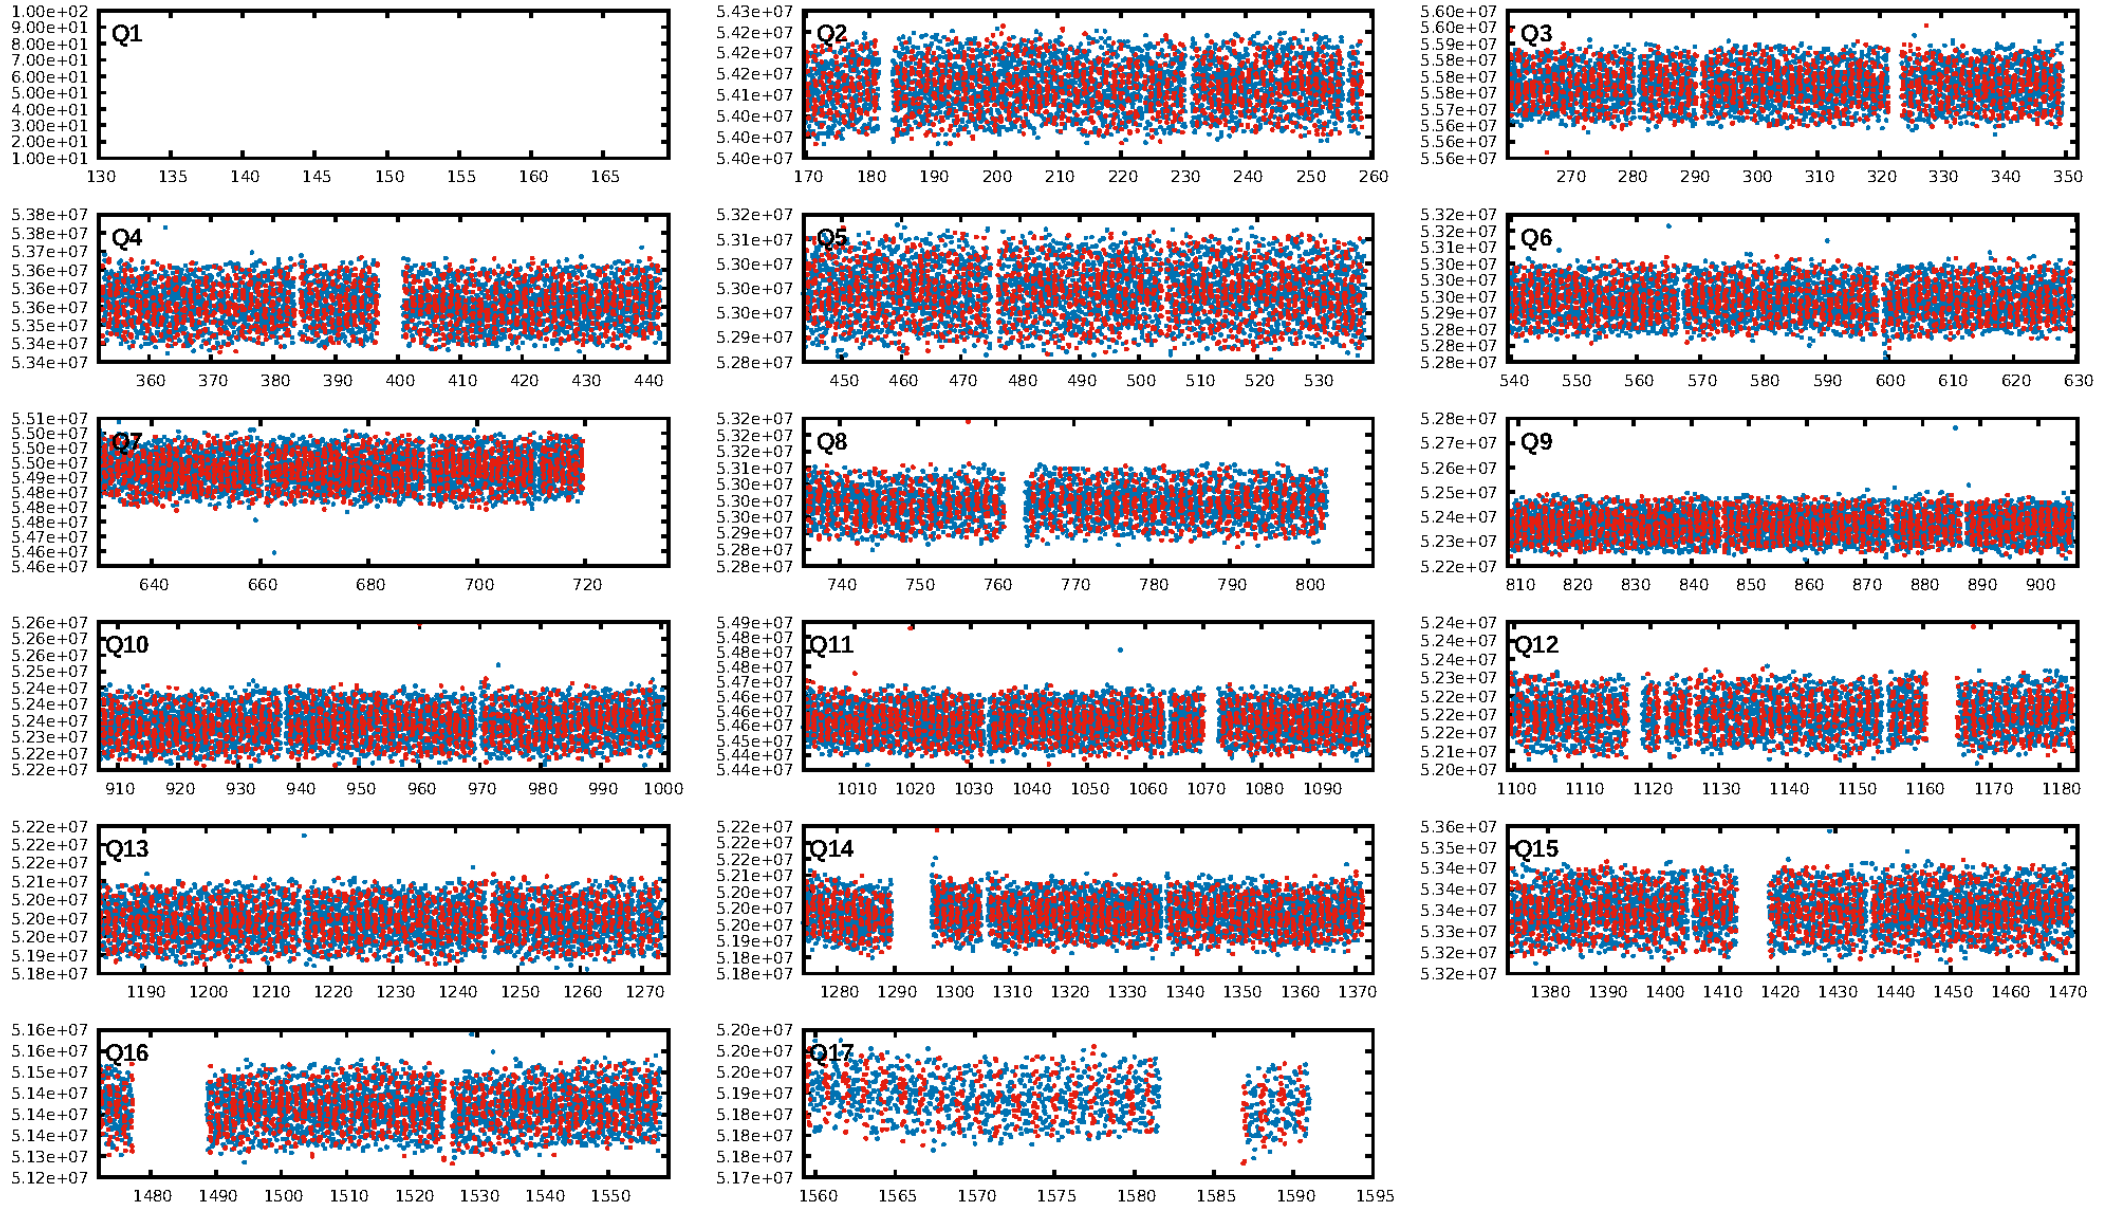 1.00e+02
9.00e+01
8.00e+01
7.00e+01
6.00e+01
5.00e+01
4.00e+01
3.00e+01
2.00e+01
1.00e+01
Q1
130 135 140 145 150 155 160 165
5.43e+07
5.42e+07
5.42e+07
5.42e+07
5.41e+07
5.40e+07
5.40e+07
5.40e+07
Q2
170 180 190 200 210 220 230 240 250 260
5.60e+07
5.60e+07
5.59e+07
5.58e+07
5.58e+07
5.58e+07
5.57e+07
5.56e+07
5.56e+07
5.56e+07
Q3
270 280 290 300 310 320 330 340 350
5.38e+07
5.37e+07
5.37e+07
5.36e+07
5.36e+07
5.35e+07
5.35e+07
5.34e+07
5.34e+07
Q4
360 370 380 390 400 410 420 430 440
5.32e+07
5.31e+07
5.30e+07
5.30e+07
5.30e+07
5.29e+07
5.28e+07
Q5
450 460 470 480 490 500 510 520 530
5.32e+07
5.32e+07
5.31e+07
5.30e+07
5.30e+07
5.30e+07
5.29e+07
5.28e+07
5.28e+07
5.28e+07
Q6
540 550 560 570 580 590 600 610 620 630
5.51e+07
5.50e+07
5.50e+07
5.50e+07
5.49e+07
5.48e+07
5.48e+07
5.48e+07
5.47e+07
5.46e+07
5.46e+07
Q7
640 660 680 700 720
5.32e+07
5.32e+07
5.32e+07
5.31e+07
5.30e+07
5.30e+07
5.30e+07
5.29e+07
5.28e+07
5.28e+07
Q8
740 750 760 770 780 790 800
5.28e+07
5.27e+07
5.26e+07
5.25e+07
5.24e+07
5.23e+07
5.22e+07
Q9
810 820 830 840 850 860 870 880 890 900
5.26e+07
5.26e+07
5.26e+07
5.25e+07
5.24e+07
5.24e+07
5.24e+07
5.23e+07
5.22e+07
5.22e+07
Q10
910 920 930 940 950 960 970 980 990 1000
5.49e+07
5.48e+07
5.48e+07
5.48e+07
5.47e+07
5.46e+07
5.46e+07
5.46e+07
5.45e+07
5.44e+07
5.44e+07
Q11
1010 1020 1030 1040 1050 1060 1070 1080 1090
5.24e+07
5.24e+07
5.24e+07
5.23e+07
5.22e+07
5.22e+07
5.22e+07
5.21e+07
5.20e+07
Q12
1100 1110 1120 1130 1140 1150 1160 1170 1180
5.22e+07
5.22e+07
5.22e+07
5.21e+07
5.20e+07
5.20e+07
5.20e+07
5.19e+07
5.18e+07
Q13
1190 1200 1210 1220 1230 1240 1250 1260 1270
5.22e+07
5.22e+07
5.22e+07
5.21e+07
5.20e+07
5.20e+07
5.20e+07
5.19e+07
5.18e+07
5.18e+07
Q14
1280 1290 1300 1310 1320 1330 1340 1350 1360 1370
5.36e+07
5.35e+07
5.34e+07
5.34e+07
5.34e+07
5.33e+07
5.32e+07
5.32e+07
Q15
1380 1390 1400 1410 1420 1430 1440 1450 1460 1470
5.16e+07
5.16e+07
5.15e+07
5.14e+07
5.14e+07
5.14e+07
5.13e+07
5.12e+07
Q16
1480 1490 1500 1510 1520 1530 1540 1550
5.20e+07
5.20e+07
5.20e+07
5.19e+07
5.18e+07
5.18e+07
5.18e+07
5.17e+07
Q17
1560 1565 1570 1575 1580 1585 1590 1595